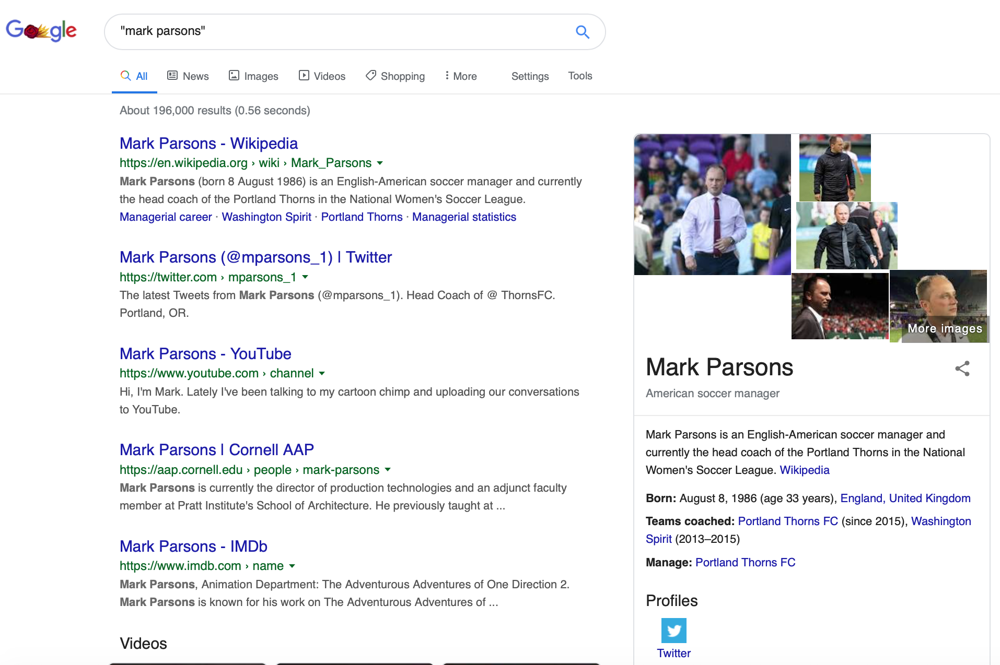 Google
"mark parsons"
All News Images Videos Shopping More Settings Tools
About 196,000 results (0.56 seconds)
Mark Parsons - Wikipedia
https://en.wikipedia.org › wiki › Mark_Parsons
Mark Parsons (born 8 August 1986) is an English-American soccer manager and currently
the head coach of the Portland Thorns in the National Women's Soccer League.
Managerial career · Washington Spirit · Portland Thorns · Managerial statistics
Mark Parsons (@mparsons_1) | Twitter
https://twitter.com › mparsons_1
The latest Tweets from Mark Parsons (@mparsons_1). Head Coach of @ ThornsFC.
Portland, OR.
Mark Parsons - YouTube
https://www.youtube.com › channel
Hi, I'm Mark. Lately I've been talking to my cartoon chimp and uploading our conversations
to YouTube.
Mark Parsons | Cornell AAP
https://aap.cornell.edu › people › mark-parsons
Mark Parsons is currently the director of production technologies and an adjunct faculty
member at Pratt Institute's School of Architecture. He previously taught at ...
Mark Parsons - IMDb
https://www.imdb.com › name
Mark Parsons, Animation Department: The Adventurous Adventures of One Direction 2.
Mark Parsons is known for his work on The Adventurous Adventures of ...
Videos
More images
Mark Parsons
American soccer manager
Mark Parsons is an English-American soccer manager and
currently the head coach of the Portland Thorns in the National
Women's Soccer League. Wikipedia
Born: August 8, 1986 (age 33 years), England, United Kingdom
Teams coached: Portland Thorns FC (since 2015), Washington
Spirit (2013–2015)
Manage: Portland Thorns FC
Profiles
Twitter